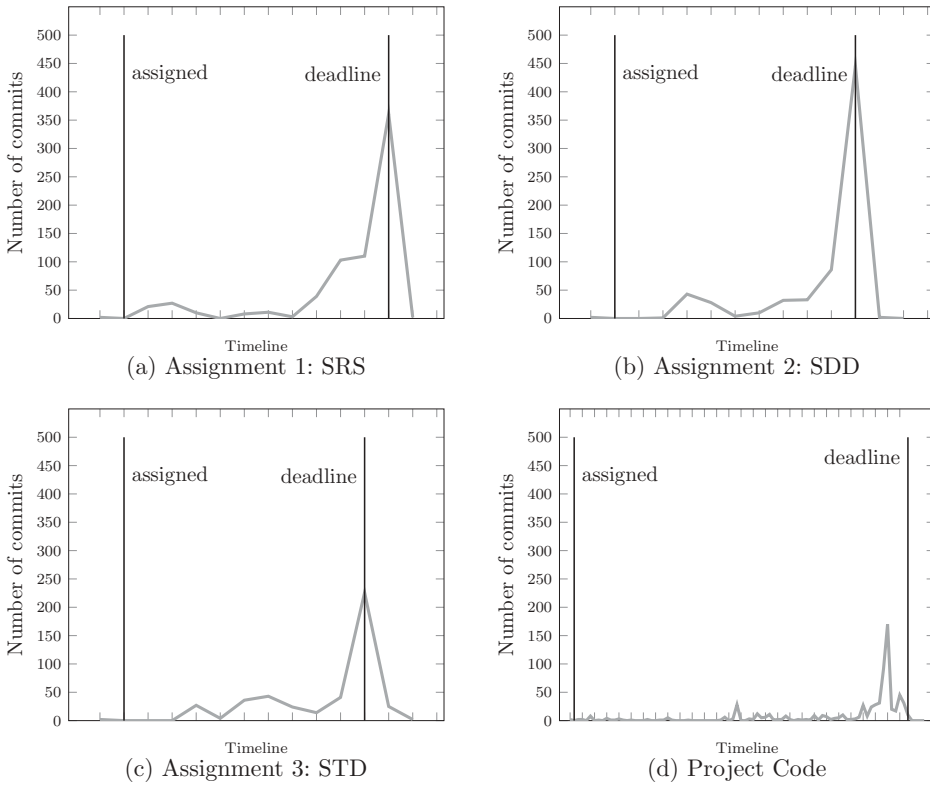 Number of commits
500
450
400
350
300
250
200
150
100
50
0
assigned
deadline
Timeline
(a) Assignment 1: SRS
Number of commits
500
450
400
350
300
250
200
150
100
50
0
assigned
deadline
Timeline
(b) Assignment 2: SDD
Number of commits
500
450
400
350
300
250
200
150
100
50
0
assigned
deadline
Timeline
(c) Assignment 3: STD
Number of commits
500
450
400
350
300
250
200
150
100
50
0
deadline
assigned
Timeline
(d) Project Code